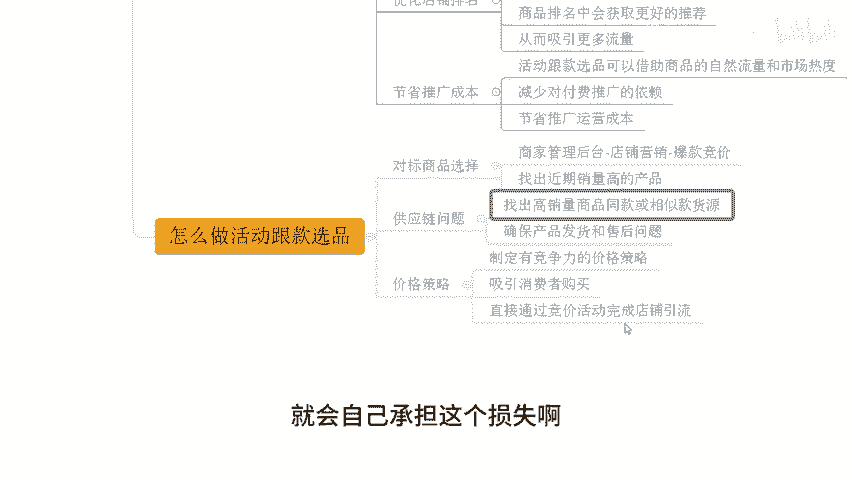 优化店铺排名
商品排名中会获取更好的推荐
从而吸引更多流量
活动跟款选品可以借助商品的自然流量和市场热度
节省推广成本
减少对付费推广的依赖
节省推广运营成本
商家管理后台-店铺营销-爆款竞价
对标商品选择
找出近期销量高的产品
找出高销量商品同款或相似款货源
供应链问题
确保产品发货和售后问题
怎么做活动跟款选品
制定有竞争力的价格策略
价格策略
吸引消费者购买
直接通过竞价活动完成店铺引流
就会自己承担这个损失啊